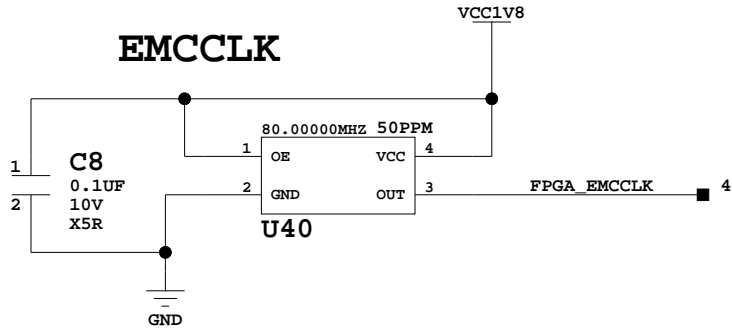 VCC1V8
EMCCLK
80.00000MHZ 50PPM
1 OE VCC 4
2 GND OUT 3
U40
FPGA_EMCCLK 4
1
C8
0.1UF
10V
X5R
2
GND